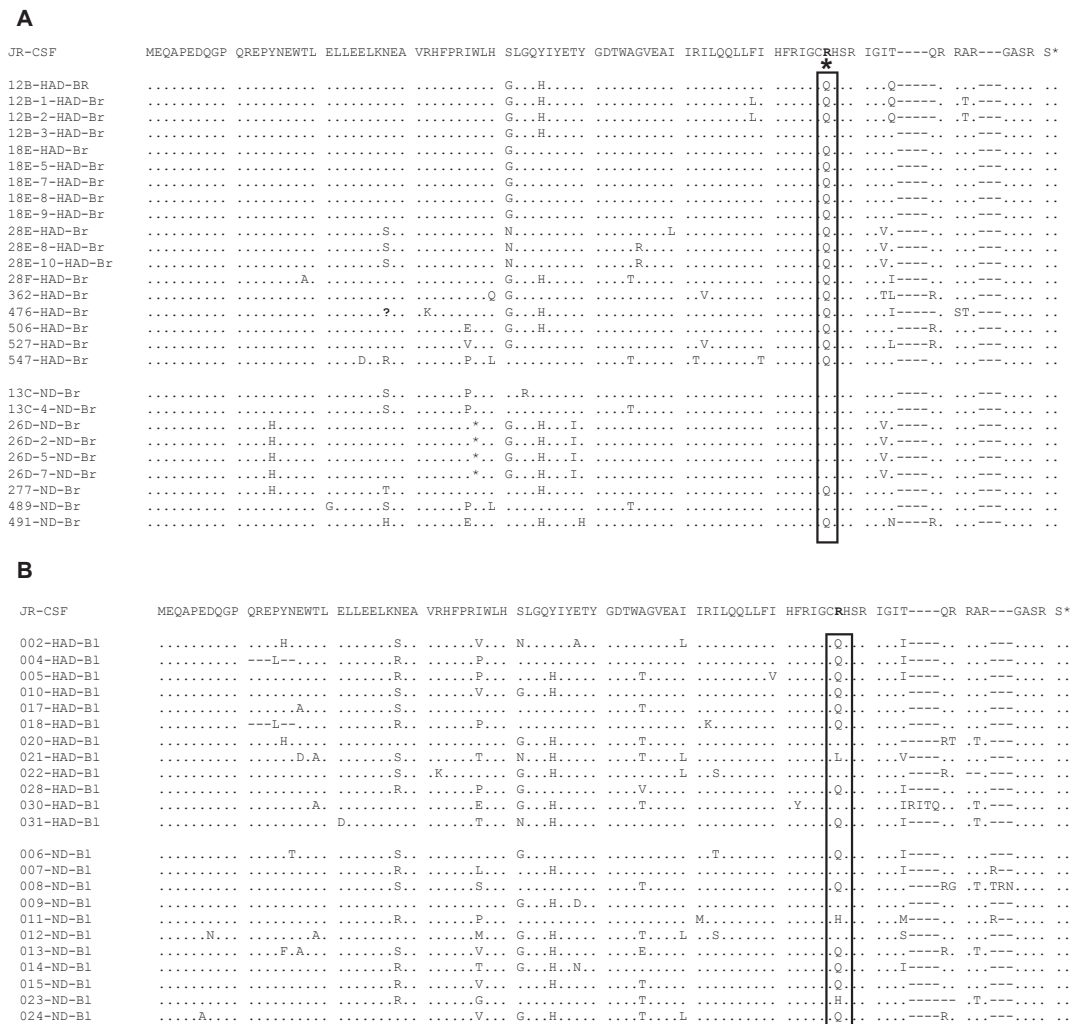 A
JR-CSF MEQAPEDQGP QREPYNEWTL ELLEELKNEA VRHFPRIWLH SLGQYIYETY GDTWAGVEAI IRILQQLLFI HFRIGCRHSR IGIT----QR RAR---GASR S*
*
12B-HAD-BR .......... .......... .......... .......... G...H..... .......... .......... ......Q... ...Q-----. ...---.... ..
12B-1-HAD-Br .......... .......... .......... .......... G...H..... .......... ........L. ......Q... ...Q-----. .T.---.... ..
12B-2-HAD-Br .......... .......... .......... .......... G...H..... .......... ........L. ......Q... ...Q-----. .T.---.... ..
12B-3-HAD-Br .......... .......... .......... .......... G...H..... .......... .......... ......Q... ....----.. ...---.... ..
18E-HAD-Br .......... .......... .......... .......... G......... .......... .......... ......Q... ....----.. ...---.... ..
18E-5-HAD-Br .......... .......... .......... .......... G......... .......... .......... ......Q... ....----.. ...---.... ..
18E-7-HAD-Br .......... .......... .......... .......... G......... .......... .......... ......Q... ....----.. ...---.... ..
18E-8-HAD-Br .......... .......... .......... .......... G......... .......... .......... ......Q... ....----.. ...---.... ..
18E-9-HAD-Br .......... .......... .......... .......... G......... .......... .......... ......Q... ....----.. ...---.... ..
28E-HAD-Br .......... .......... .......S.. .......... N......... .........L .......... ......Q... ..V.----.. ...---.... ..
28E-8-HAD-Br .......... .......... .......... .......... N......... .....R.... .......... ......Q... ..V.----.. ...---.... ..
28E-10-HAD-Br .......... .......... .......S.. .......... N......... .....R.... .......... ......Q... ..V.----.. ...---.... ..
28F-HAD-Br .......... ........A. .......... .......... G...H..... ....T..... .......... ......Q... ...I----.. ...---.... ..
362-HAD-Br .......... .......... .......... .........Q G......... .......... ..V....... ......Q... ..TL----R. ...---.... ..
476-HAD-Br .......... .......... .......?.. .K........ G...H..... .......... .......... ......Q... ...I----.. ST.---.... ..
506-HAD-Br .......... .......... .......... ......E... G...H..... .......... .......... ......Q... ....----R. ...---.... ..
527-HAD-Br .......... .......... .......... ......V... G......... .......... ..V....... ......Q... ...L----R. ...---.... ..
547-HAD-Br .......... .......... ....D..R.. ......P..L .......... ....T..... .T......I. ......Q... ....----.. ...---.... ..
13C-ND-Br .......... .......... .......S.. ......P... ..R....... .......... .......... .......... ....----.. ...---.... ..
13C-4-ND-Br .......... .......... .......S.. ......P... .......... ....T..... .......... .......... ....----.. ...---.... ..
26D-ND-Br .......... ....H..... .......... .......*.. G...H...I. .......... .......... .......... ..V.----.. ...---.... ..
26D-2-ND-Br .......... ....H..... .......... .......*.. G...H...I. .......... .......... .......... ..V.----.. ...---.... ..
26D-5-ND-Br .......... ....H..... .......... .......*.. G...H...I. .......... .......... .......... ..V.----.. ...---.... ..
26D-7-ND-Br .......... ....H..... .......... .......*.. G...H...I. .......... .......... .......... ..V.----.. ...---.... ..
277-ND-Br .......... ....H..... .......T.. .......... ....H..... .......... .......... ......Q... ....----.. ...---.... ..
489-ND-Br .......... .......... G......S.. ......P..L .......... ....T..... .......... .......... ....----.. ...---.... ..
491-ND-Br .......... .......... .......H.. ......E... ....H....H .......... .......... ......Q... ...N----R. ...---.... ..
B
JR-CSF MEQAPEDQGP QREPYNEWTL ELLEELKNEA VRHFPRIWLH SLGQYIYETY GDTWAGVEAI IRILQQLLFI HFRIGCRHSR IGIT----QR RAR---GASR S*
002-HAD-Bl .......... ....H..... .......S.. ......V... N......E.. .........L .......... ......Q... ...I----.. ...---.... ..
004-HAD-Bl .......... ---L--.... .......R.. ......P... .......... .......... .......... ......Q... ...I----.. ...---.... ..
005-HAD-Bl .......... .......... .......R.. ......I... ....H..... ....T..... .........V ......Q... ...I----.. ...---.... ..
010-HAD-Bl .......... .......... .......S.. ......V... G...H..... .......... .......... ......Q... ....----.. ...---.... ..
017-HAD-Bl .......... ......A... .......S.. .......... .......... ....T..... .......... ......Q... ....----.. ...---.... ..
018-HAD-Bl .......... ---L--.... .......R.. ......P... .......... .......... .K........ ......Q... ....----.. ...---.... ..
020-HAD-Bl .......... ....H..... .......... .......... G...H..... ....T..... .......... .......... ....----RT .T.---.... ..
021-HAD-Bl .......... ......D.A. .......S.. ......T... N...H..... ....T....L .......... ......L... ...V----.. ...---.... ..
022-HAD-Bl .......... .......... .......S.. .K........ G...H..... .........L ..S....... .......... ....----R. --..... ..
028-HAD-Bl .......... .......... .......R.. ......P... G......... ....V..... .......... ......Q... ...I----.. ...---.... ..
030-HAD-Bl .......... ........A. .......... ......E... G...H..... ....T..... .......... .Y........ ...IRITQ.. .T.---.... ..
031-HAD-Bl .......... .......... D......... ......T... N...H..... .......... .......... ......Q... ...I----.. ...---.... ..
006-ND-Bl .......... .....T.... .......S.. .......... G......... .......... ..T....... ......Q... ...I----.. ...---.... ..
007-ND-Bl .......... .......... .......R.. ......L... ....H..... .......... .......... .......... ...I----.. ...R--.... ..
008-ND-Bl .......... .......... .......S.. ......S... .......... ....T..... .......... ......Q... ....----RG .T.TRN.... ..
009-ND-Bl .......... .......... .......... .......... G...H..D.. .......... .......... .......... ....----.. ...---.... ..
011-ND-Bl .......... .......... .......R.. ......P... .......... .......... M......... ......H... ...M----.. ...R--.... ..
012-ND-Bl ......N... ........A. .......... ......M... G...H..... ....T....L ..S....... .......... ...S----.. ...---.... ..
013-ND-Bl .......... ....F.A... .......S.. ......V... G...H..... ....E..... .......... ......Q... ....----R. .T.---.... ..
014-ND-Bl .......... .......... .......R.. ......T... G...H..N.. .......... .......... ......Q... ...I----.. ...---.... ..
015-ND-Bl .......... .......... .......R.. ......V... ....H..... ....T..... .......... ......Q... ....----.. ...---.... ..
023-ND-Bl .......... .......... .......R.. ......G... .......... ....T..... .......... ......H... ....------ .T.---.... ..
024-ND-Bl .....A.... .......... .......... ......V... G...H..... ....T....L .......... ......Q... ....----R. ...---.... ..